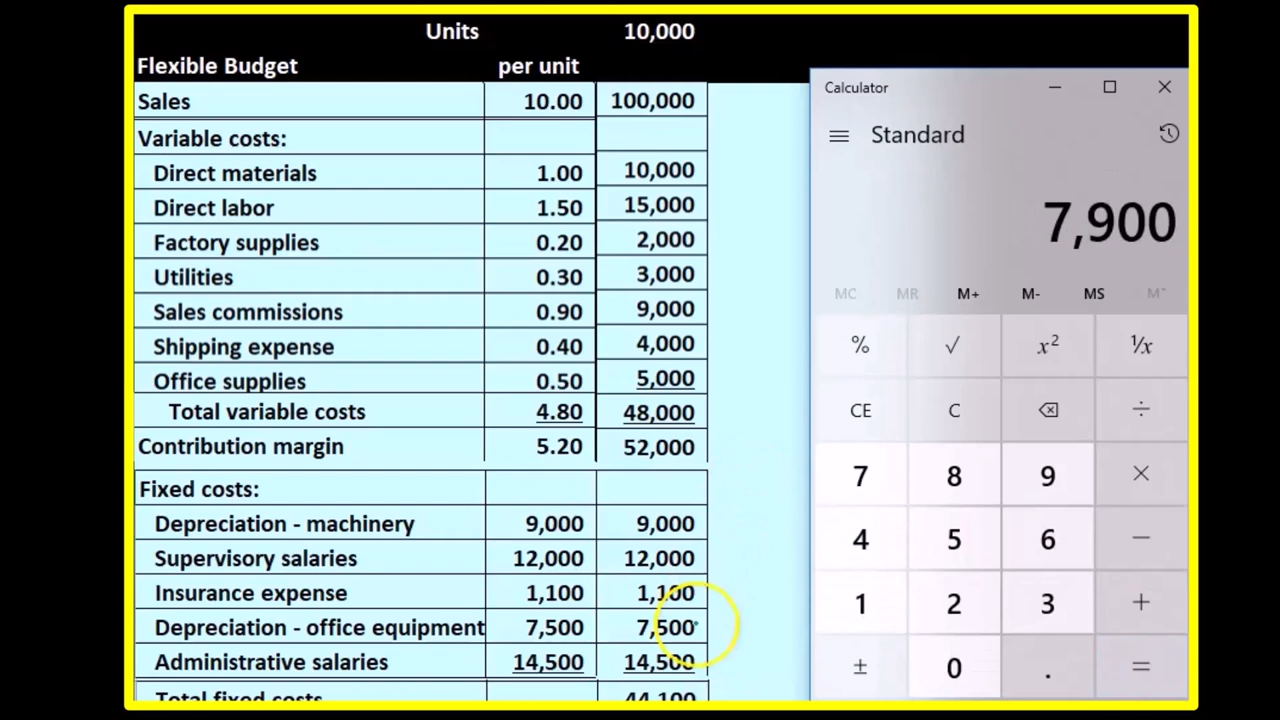 Units 10,000
Flexible Budget per unit
Sales 10.00 100,000
Variable costs:
Direct materials 1.00 10,000
Direct labor 1.50 15,000
Factory supplies 0.20 2,000
Utilities 0.30 3,000
Sales commissions 0.90 9,000
Shipping expense 0.40 4,000
Office supplies 0.50 5,000
Total variable costs 4.80 48,000
Contribution margin 5.20 52,000
Fixed costs:
Depreciation - machinery 9,000 9,000
Supervisory salaries 12,000 12,000
Insurance expense 1,100 1,100
Depreciation - office equipment 7,500 7,500
Administrative salaries 14,500 14,500
Total fixed costs 44,100
Calculator
Standard
7,900
MC MR M+ M- MS M˅
% √ x² ¹/x
CE C ÷
7 8 9 ×
4 5 6 −
1 2 3 +
± 0 . =